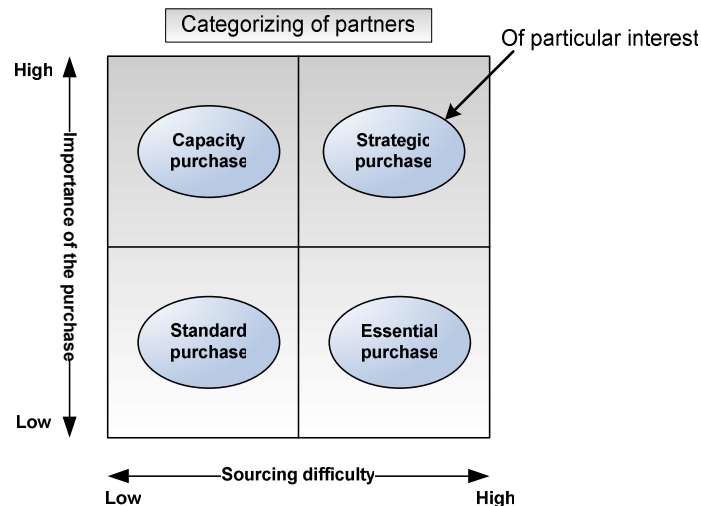 Categorizing of partners
Of particular interest
High
Importance of the purchase
Capacity
purchase
Strategic
purchase
Standard
purchase
Essential
purchase
Low
Sourcing difficulty
Low
High